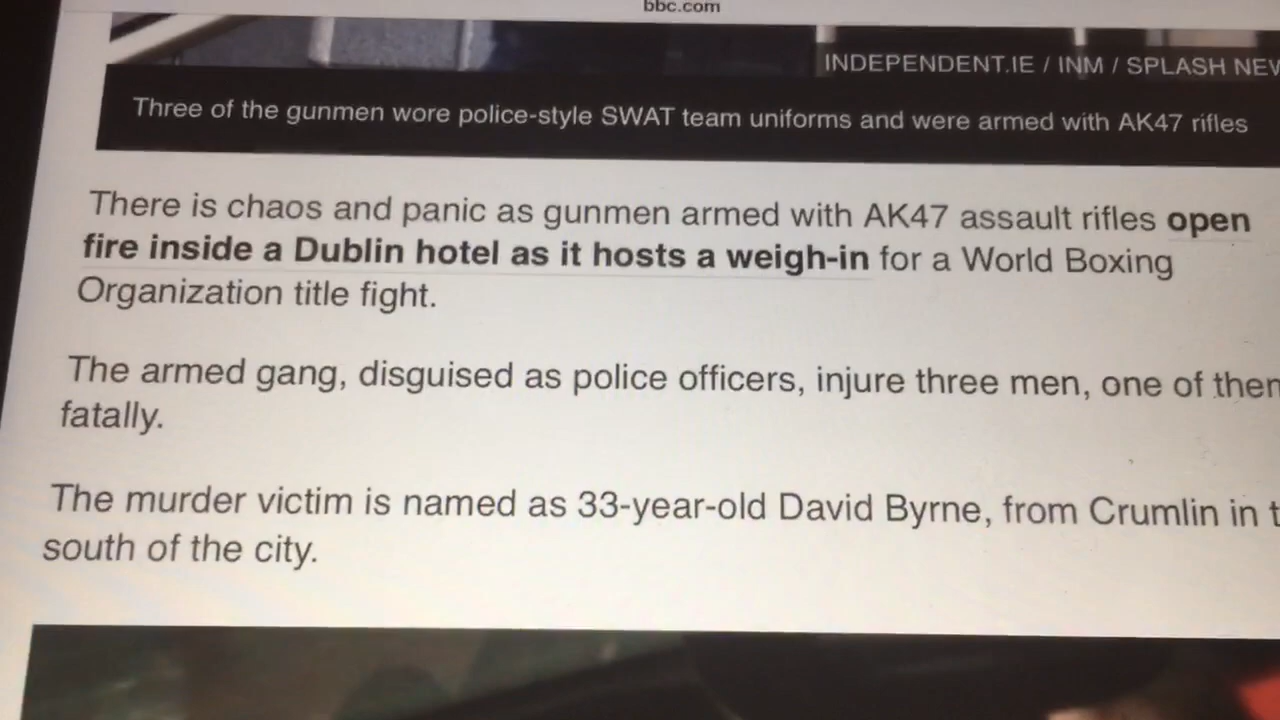 bbc.com
INDEPENDENT.IE / INM / SPLASH
Three of the gunmen wore police-style SWAT team uniforms and were armed with AK47 rifles
There is chaos and panic as gunmen armed with AK47 assault rifles open
fire inside a Dublin hotel as it hosts a weigh-in for a World Boxing
Organization title fight.
The armed gang, disguised as police officers, injure three men, one of
fatally.
The murder victim is named as 33-year-old David Byrne, from Crumlin in
south of the city.